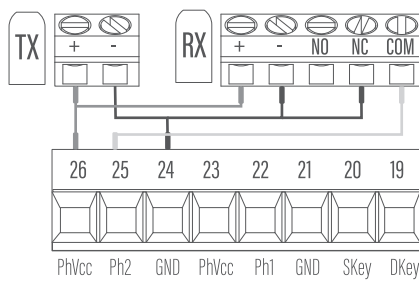 TX
+ -
RX
+ - NO NC COM
26 25 24 23 22 21 20 19
PhVcc Ph2 GND PhVcc Ph1 GND SKey DKey